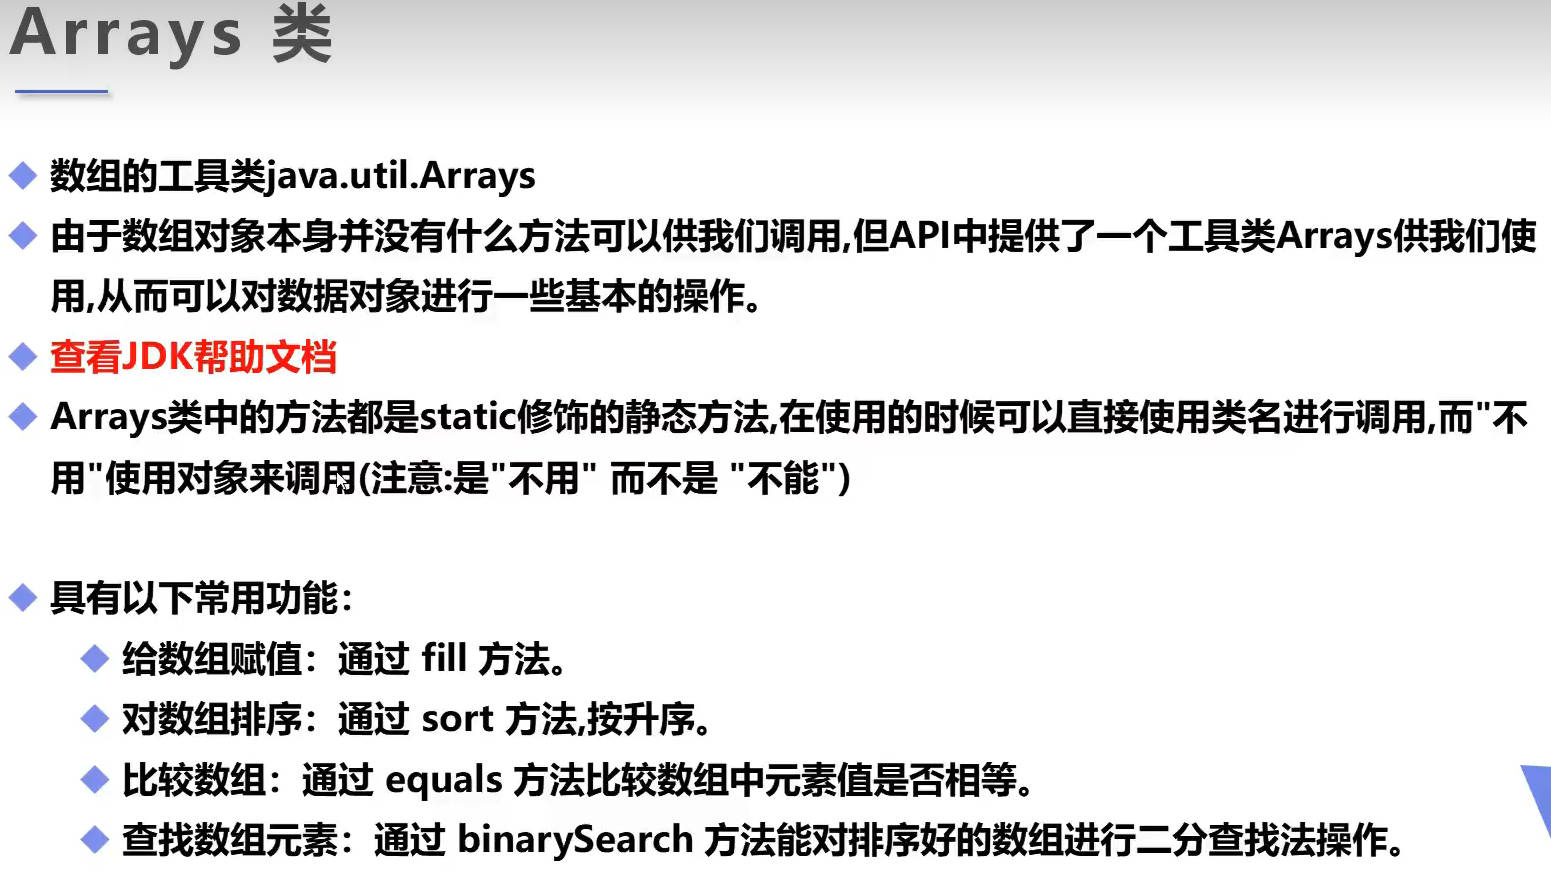 Arrays 类
数组的工具类java.util.Arrays
由于数组对象本身并没有什么方法可以供我们调用,但API中提供了一个工具类Arrays供我们使
用,从而可以对数据对象进行一些基本的操作。
查看JDK帮助文档
Arrays类中的方法都是static修饰的静态方法,在使用的时候可以直接使用类名进行调用,而"不
用"使用对象来调用(注意:是"不用" 而不是 "不能")
具有以下常用功能：
给数组赋值：通过 fill 方法。
对数组排序：通过 sort 方法,按升序。
比较数组：通过 equals 方法比较数组中元素值是否相等。
查找数组元素：通过 binarySearch 方法能对排序好的数组进行二分查找法操作。